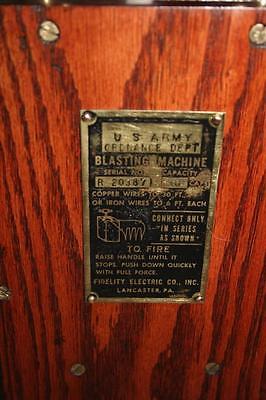 U S ARMY
ORDNANCE DEPT
BLASTING MACHINE
SERIAL NO. CAPACITY
R 20387 CAPS
COPPER WIRES TO 30 FT.
OR IRON WIRES TO 6 FT. EACH
CONNECT ONLY
IN SERIES
AS SHOWN
TO FIRE
RAISE HANDLE UNTIL IT
STOPS. PUSH DOWN QUICKLY
WITH FULL FORCE.
FIDELITY ELECTRIC CO., INC.
LANCASTER, PA.